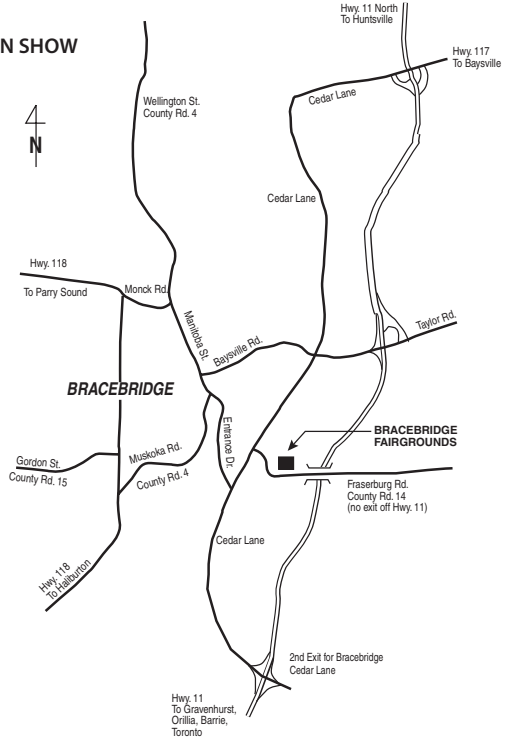 Hwy. 11 North
To Huntsville
N SHOW
Hwy. 117
To Baysville
Cedar Lane
Wellington St.
County Rd. 4
N
Cedar Lane
Hwy. 118
To Parry Sound
Monck Rd.
Manitoba St.
Taylor Rd.
Baysville Rd.
BRACEBRIDGE
Entrance Dr.
BRACEBRIDGE
FAIRGROUNDS
Muskoka Rd.
County Rd. 4
Gordon St.
County Rd. 15
Fraserburg Rd.
County Rd. 14
(no exit off Hwy. 11)
Cedar Lane
Hwy. 118
To Haliburton
2nd Exit for Bracebridge
Cedar Lane
Hwy. 11
To Gravenhurst,
Orillia, Barrie,
Toronto